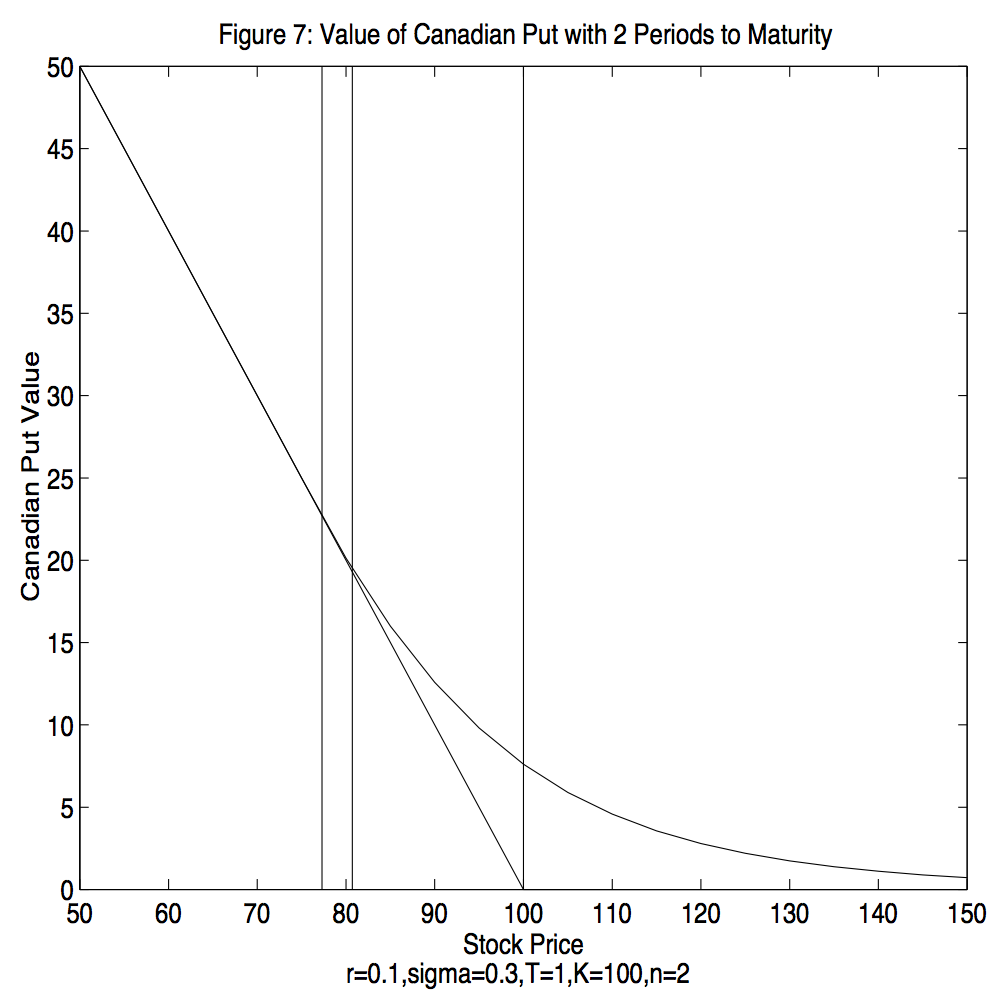 Figure 7: Value of Canadian Put with 2 Periods to Maturity
50
45
40
35
30
25
20
15
10
5
0
Canadian Put Value
50 60 70 80 90 100 110 120 130 140 150
Stock Price
r=0.1,sigma=0.3,T=1,K=100,n=2